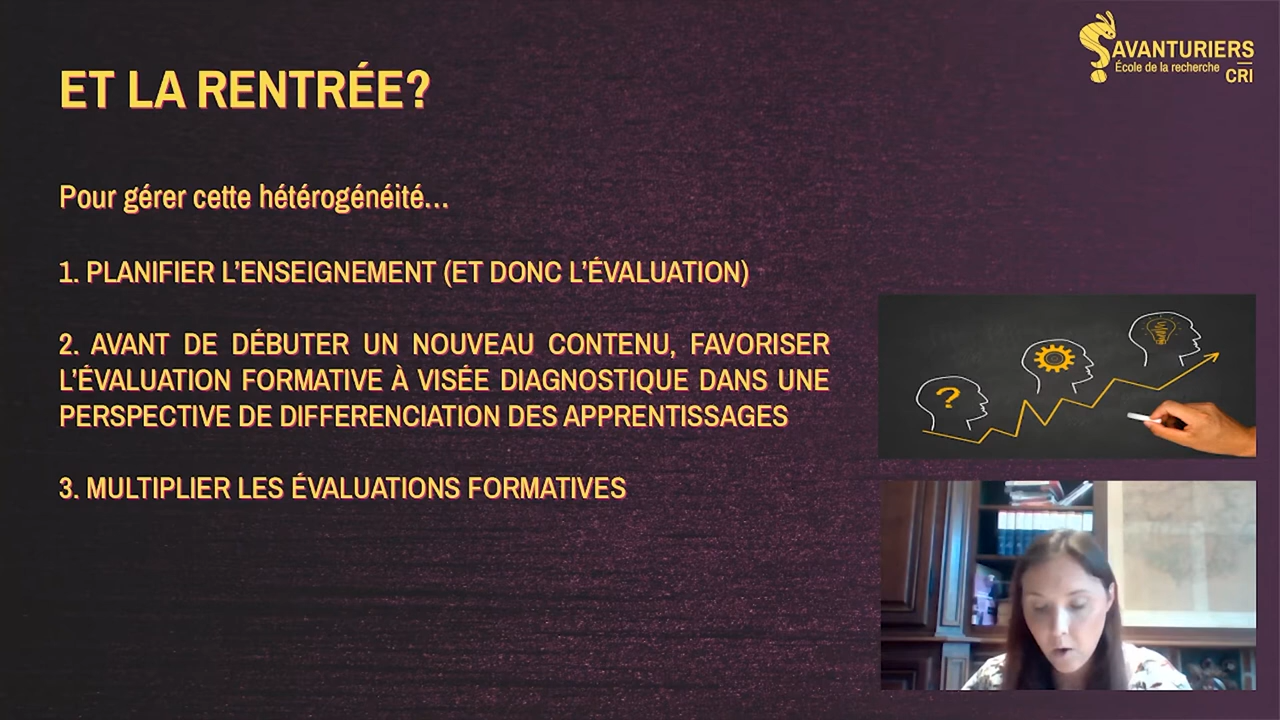 AVANTURIERS
École de la recherche
CRI
ET LA RENTRÉE?
Pour gérer cette hétérogénéité...
1. PLANIFIER L'ENSEIGNEMENT (ET DONC L'ÉVALUATION)
2. AVANT DE DÉBUTER UN NOUVEAU CONTENU, FAVORISER
L'ÉVALUATION FORMATIVE À VISÉE DIAGNOSTIQUE DANS UNE
PERSPECTIVE DE DIFFERENCIATION DES APPRENTISSAGES
3. MULTIPLIER LES ÉVALUATIONS FORMATIVES
?